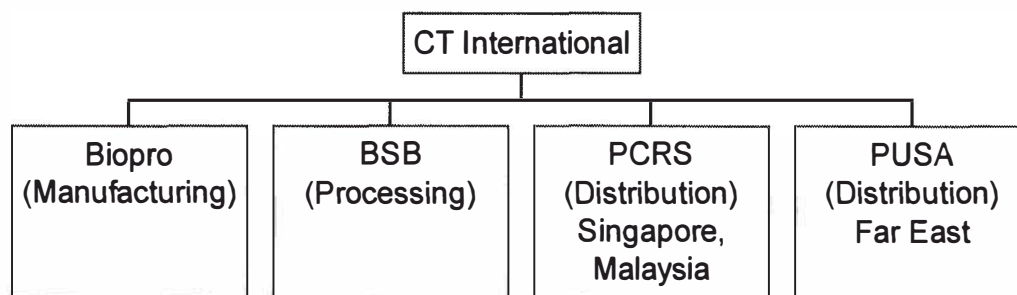 CT International
Biopro
(Manufacturing)
BSB
(Processing)
PCRS
(Distribution)
Singapore,
Malaysia
PUSA
(Distribution)
Far East